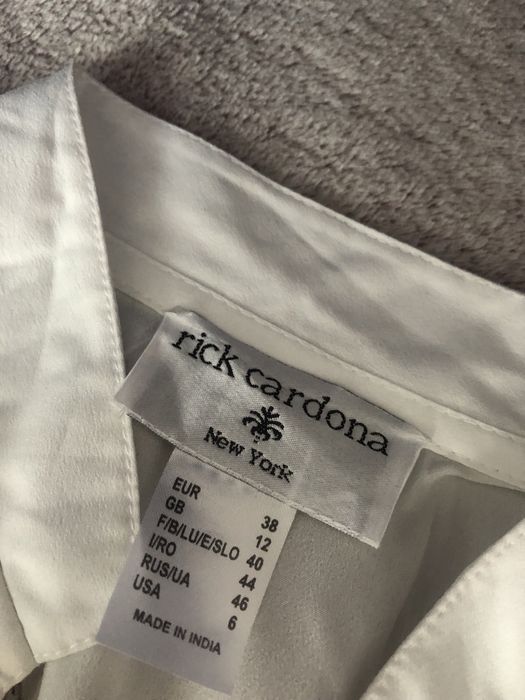 rick cardona
New York
EUR 38
GB 12
F/B/LU/E/SLO 40
I/RO 44
RUS/UA 46
USA 6
MADE IN INDIA